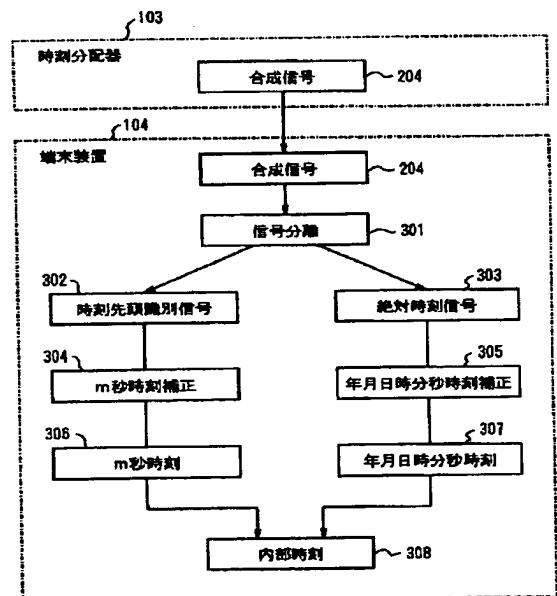 103
時刻分配器
合成信号
204
104
端末装置
合成信号
204
信号分離
301
302
時刻先頭識別信号
303
絶対時刻信号
304
m秒時刻補正
305
年月日時分秒時刻補正
306
m秒時刻
307
年月日時分秒時刻
内部時刻
308